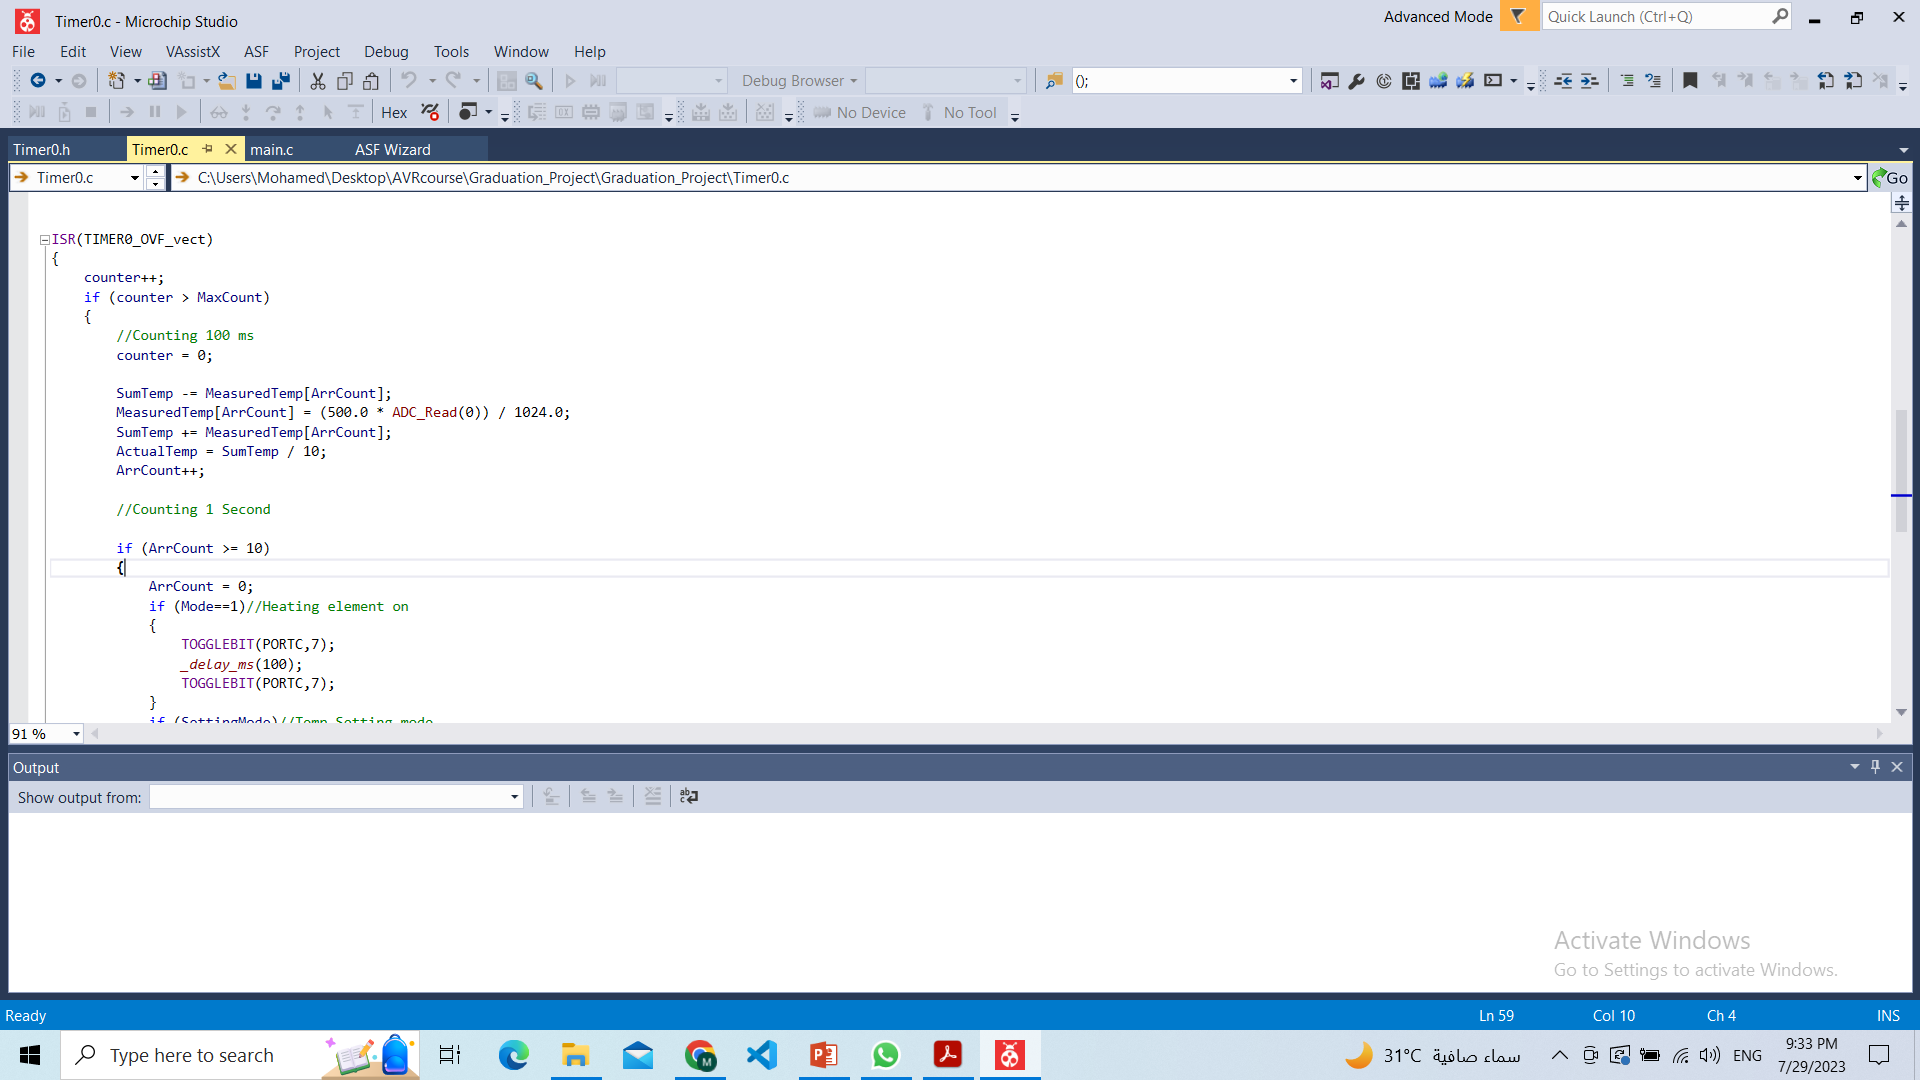 Timer0.c - Microchip Studio
Advanced Mode
Quick Launch (Ctrl+Q)
File Edit View VAssistX ASF Project Debug Tools Window Help
Debug Browser
();
Hex
No Device
No Tool
Timer0.h
Timer0.c
main.c
ASF Wizard
Timer0.c
C:\Users\Mohamed\Desktop\AVRcourse\Graduation_Project\Graduation_Project\Timer0.c
Go
ISR(TIMER0_OVF_vect)
{
counter++;
if (counter > MaxCount)
{
//Counting 100 ms
counter = 0;
SumTemp -= MeasuredTemp[ArrCount];
MeasuredTemp[ArrCount] = (500.0 * ADC_Read(0)) / 1024.0;
SumTemp += MeasuredTemp[ArrCount];
ActualTemp = SumTemp / 10;
ArrCount++;
//Counting 1 Second
if (ArrCount >= 10)
{
ArrCount = 0;
if (Mode==1)//Heating element on
{
TOGGLEBIT(PORTC,7);
_delay_ms(100);
TOGGLEBIT(PORTC,7);
}
if (SettingMode)//Temp Setting mode
91 %
Output
Show output from:
Activate Windows
Go to Settings to activate Windows.
Ready
Ln 59
Col 10
Ch 4
INS
Type here to search
31°C سماء صافية
ENG
9:33 PM
7/29/2023